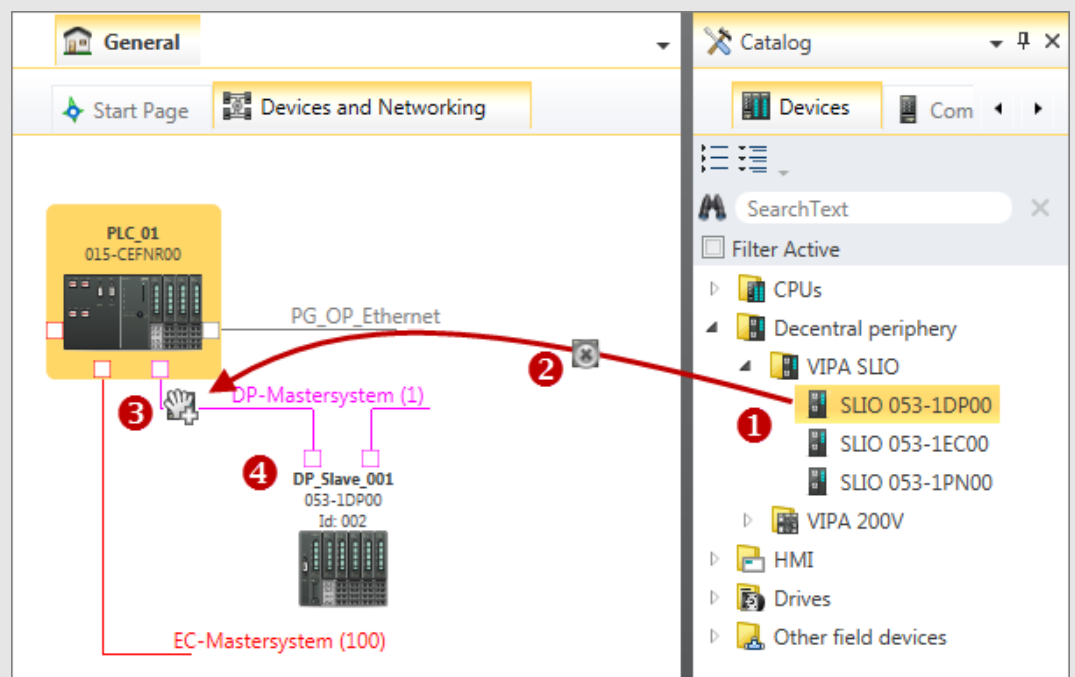 General
Catalog
Start Page
Devices and Networking
Devices
Com
SearchText
Filter Active
PLC_01
015-CEFNR00
PG_OP_Ethernet
2
3
DP-Mastersystem (1)
4
DP_Slave_001
053-1DP00
Id: 002
EC-Mastersystem (100)
CPUs
Decentral periphery
VIPA SLIO
1
SLIO 053-1DP00
SLIO 053-1EC00
SLIO 053-1PN00
VIPA 200V
HMI
Drives
Other field devices